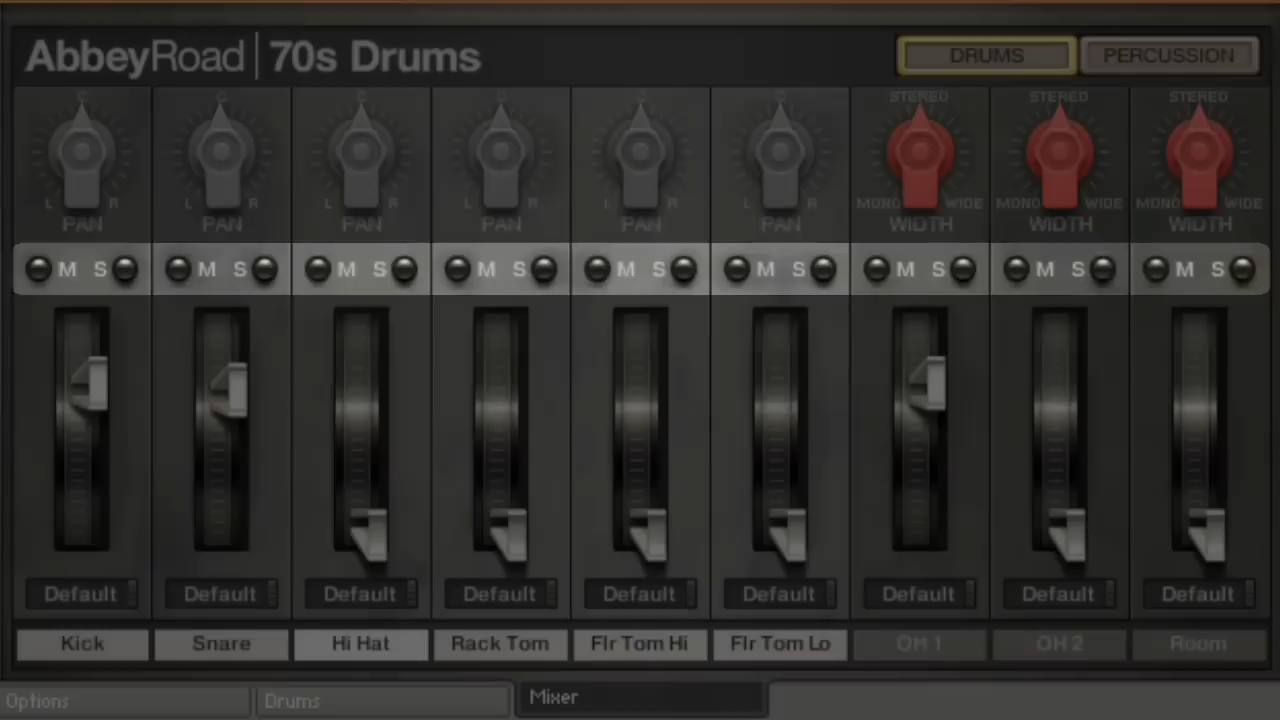 AbbeyRoad | 70s Drums DRUMS PERCUSSION
C C C C C C STEREO STEREO STEREO
L R L R L R L R L R L R MONO WIDE MONO WIDE MONO WIDE
PAN PAN PAN PAN PAN PAN WIDTH WIDTH WIDTH
M S M S M S M S M S M S M S M S M S
Default Default Default Default Default Default Default Default Default
Kick Snare Hi Hat Rack Tom Flr Tom Hi Flr Tom Lo OH 1 OH 2 Room
Options Drums Mixer